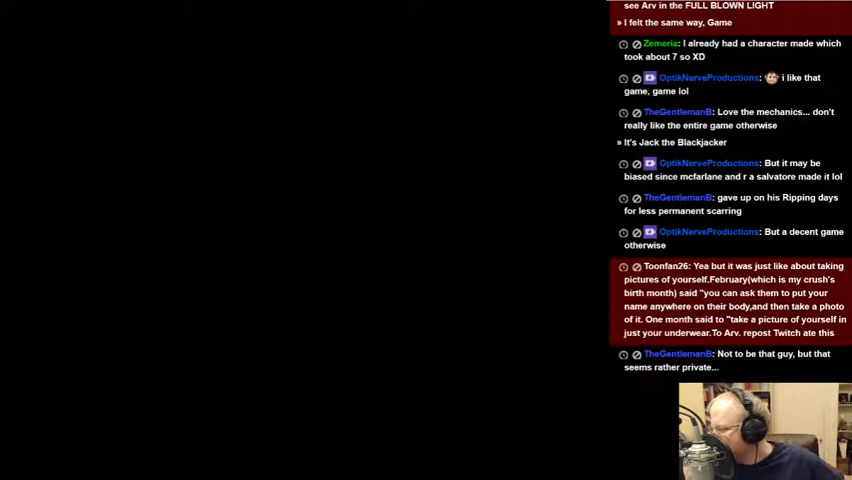 see Arv in the FULL BLOWN LIGHT
» I felt the same way, Game
Zemeria: I already had a character made which
took about 7 so XD
OptikNerveProductions: i like that
game, game lol
TheGentlemanB: Love the mechanics... don't
really like the entire game otherwise
» It's Jack the Blackjacker
OptikNerveProductions: But it may be
biased since mcfarlane and r a salvatore made it lol
TheGentlemanB: gave up on his Ripping days
for less permanent scarring
OptikNerveProductions: But a decent game
otherwise
Toonfan26: Yea but it was just like about taking
pictures of yourself.February(which is my crush's
birth month) said "you can ask them to put your
name anywhere on their body,and then take a photo
of it. One month said to "take a picture of yourself in
just your underwear.To Arv. repost Twitch ate this
TheGentlemanB: Not to be that guy, but that
seems rather private...